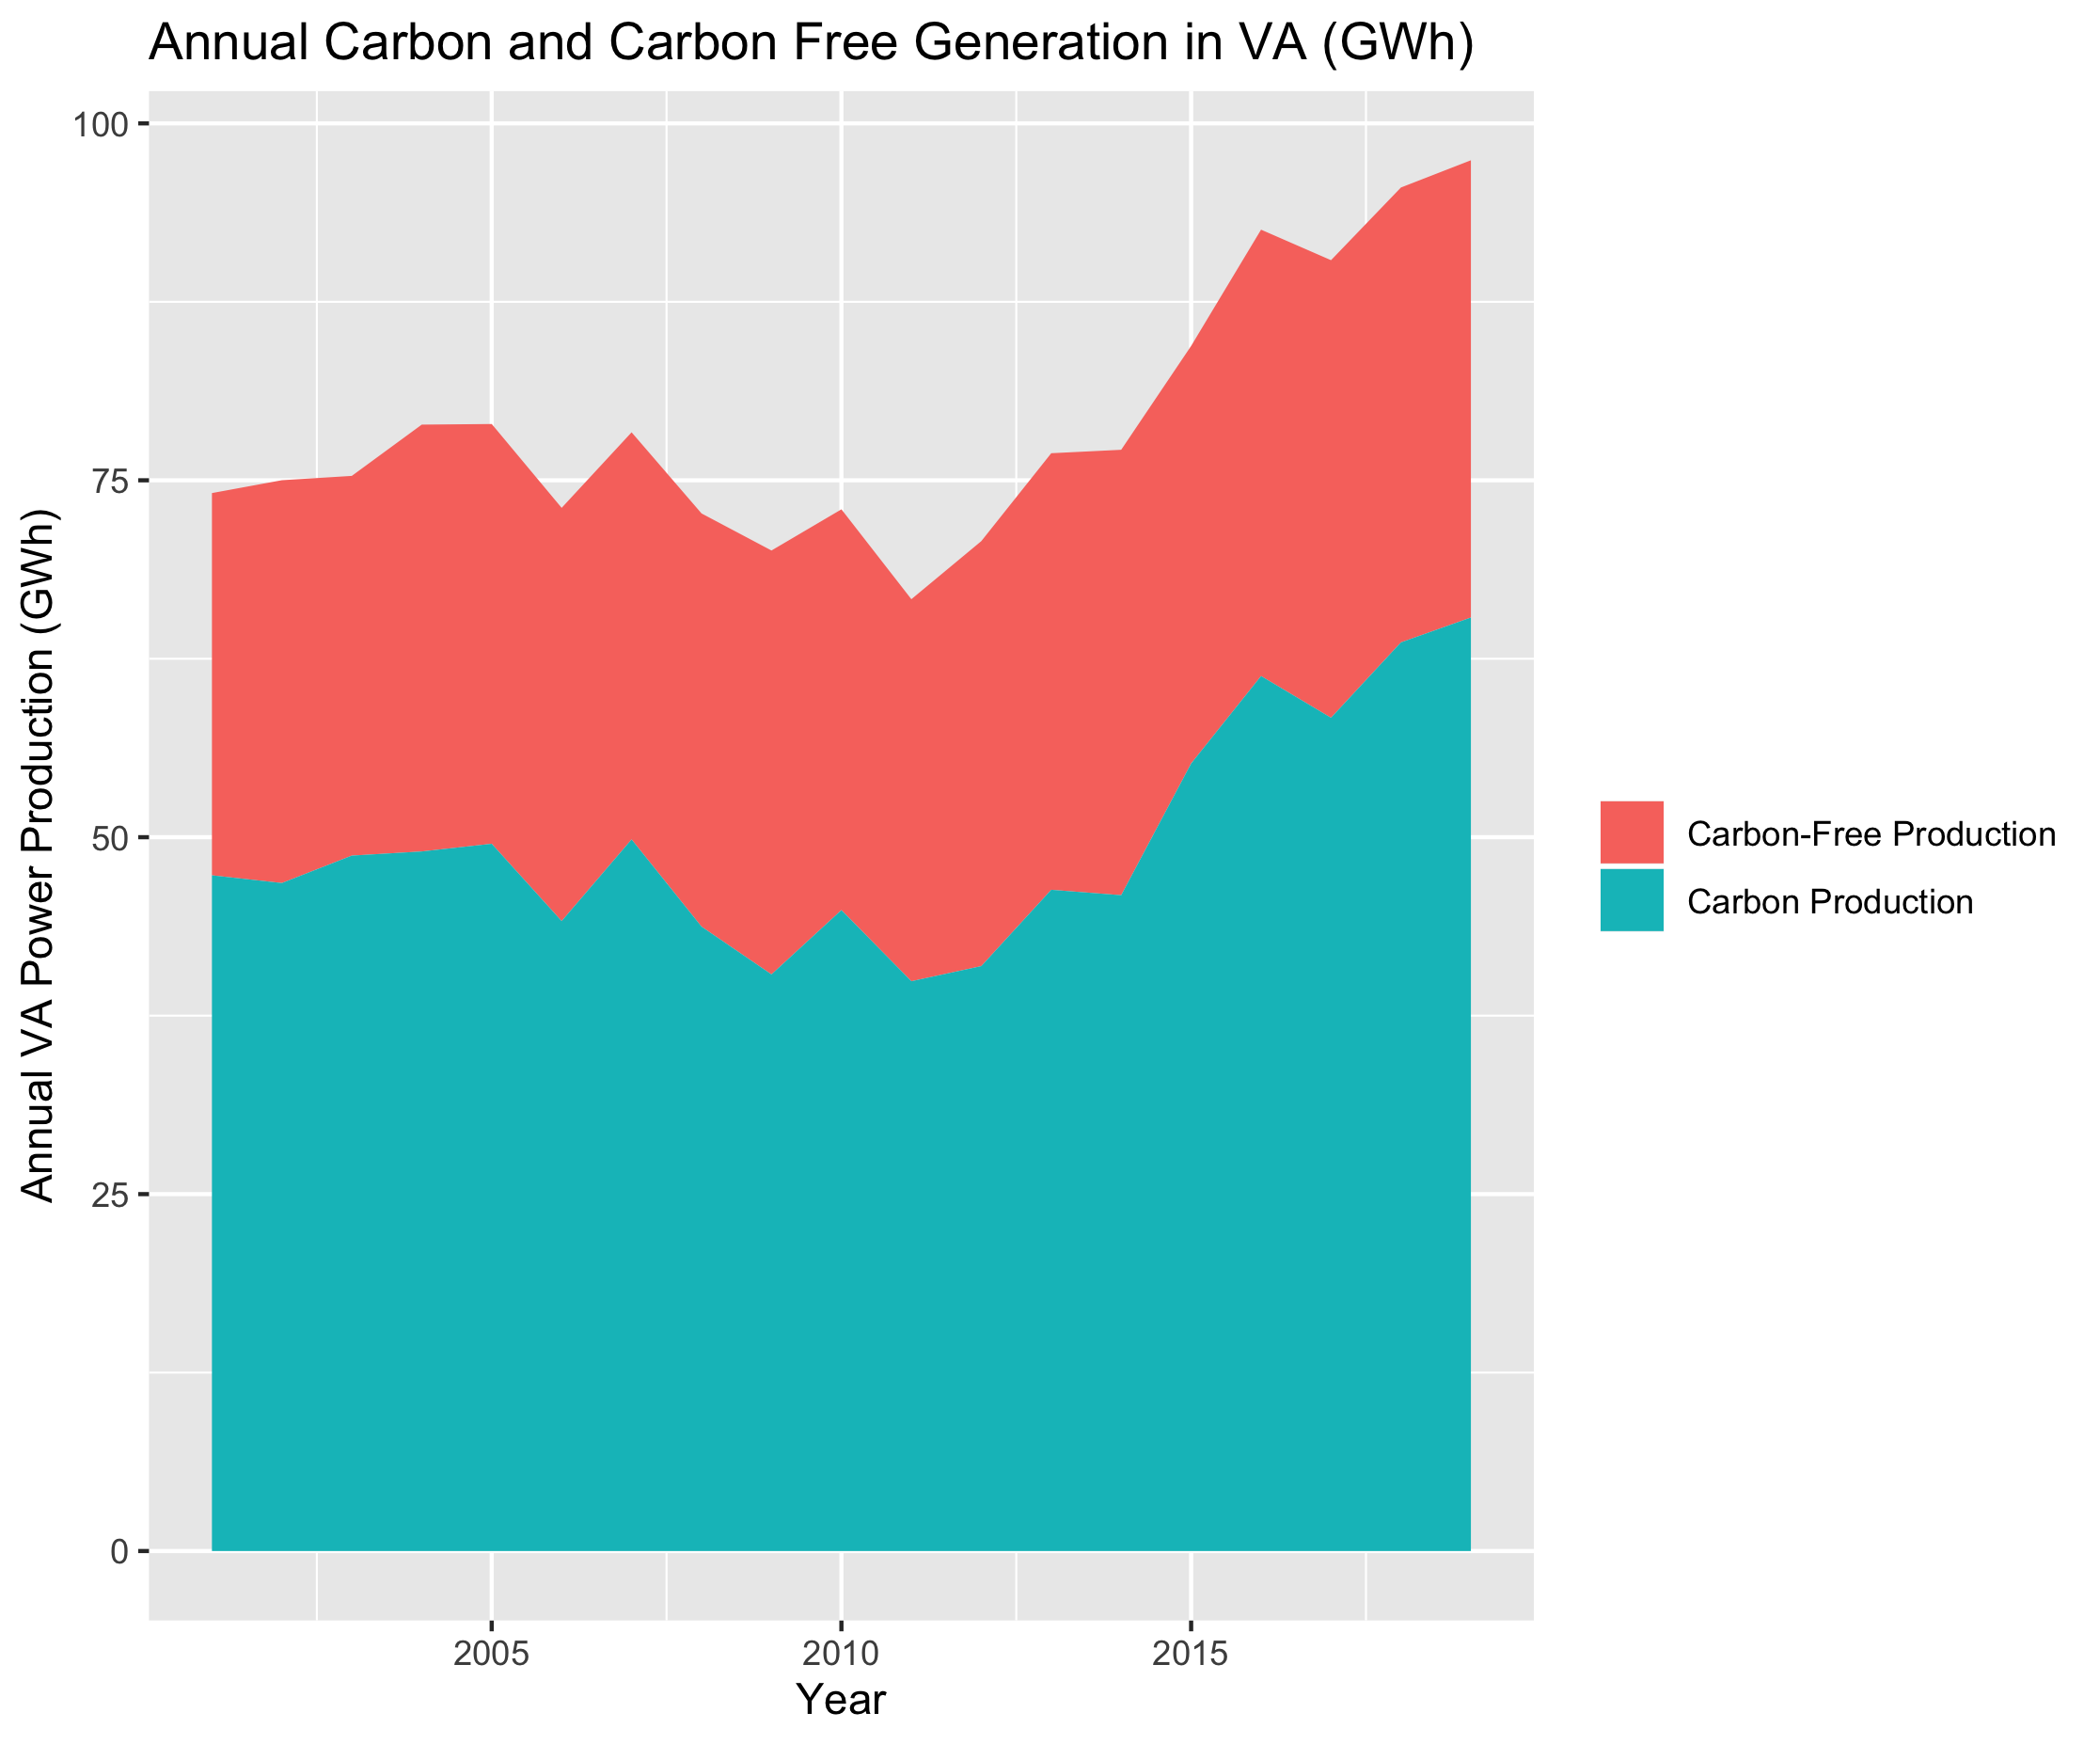 Annual Carbon and Carbon Free Generation in VA (GWh)
100
75
50
25
0
Annual VA Power Production (GWh)
2005
2010
2015
Year
Carbon-Free Production
Carbon Production